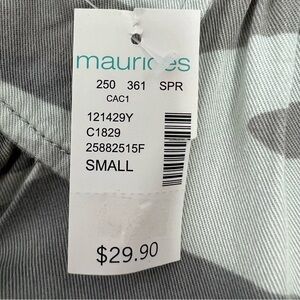 maurices
250 361 SPR
CAC1
121429Y
C1829
25882515F
SMALL
$29.90